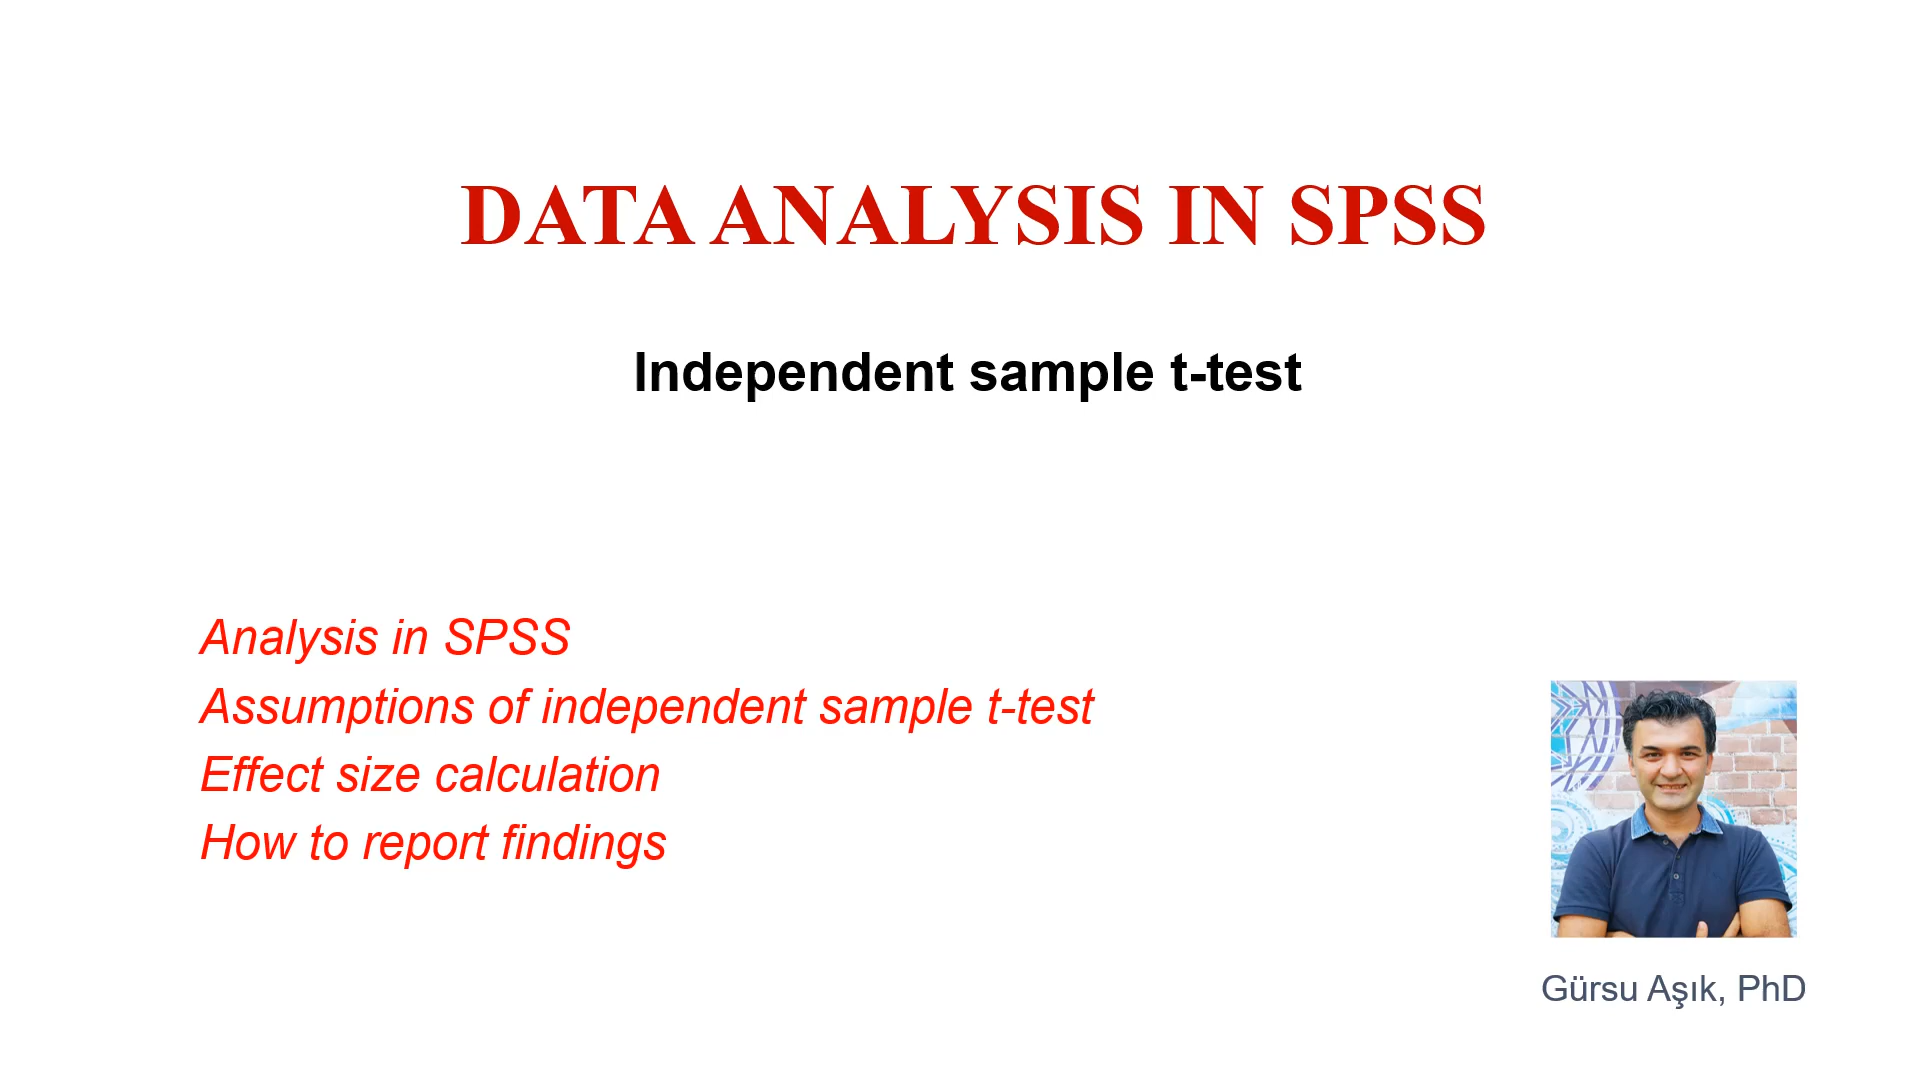 DATA ANALYSIS IN SPSS
Independent sample t-test
Analysis in SPSS
Assumptions of independent sample t-test
Effect size calculation
How to report findings
Gürsu Aşık, PhD